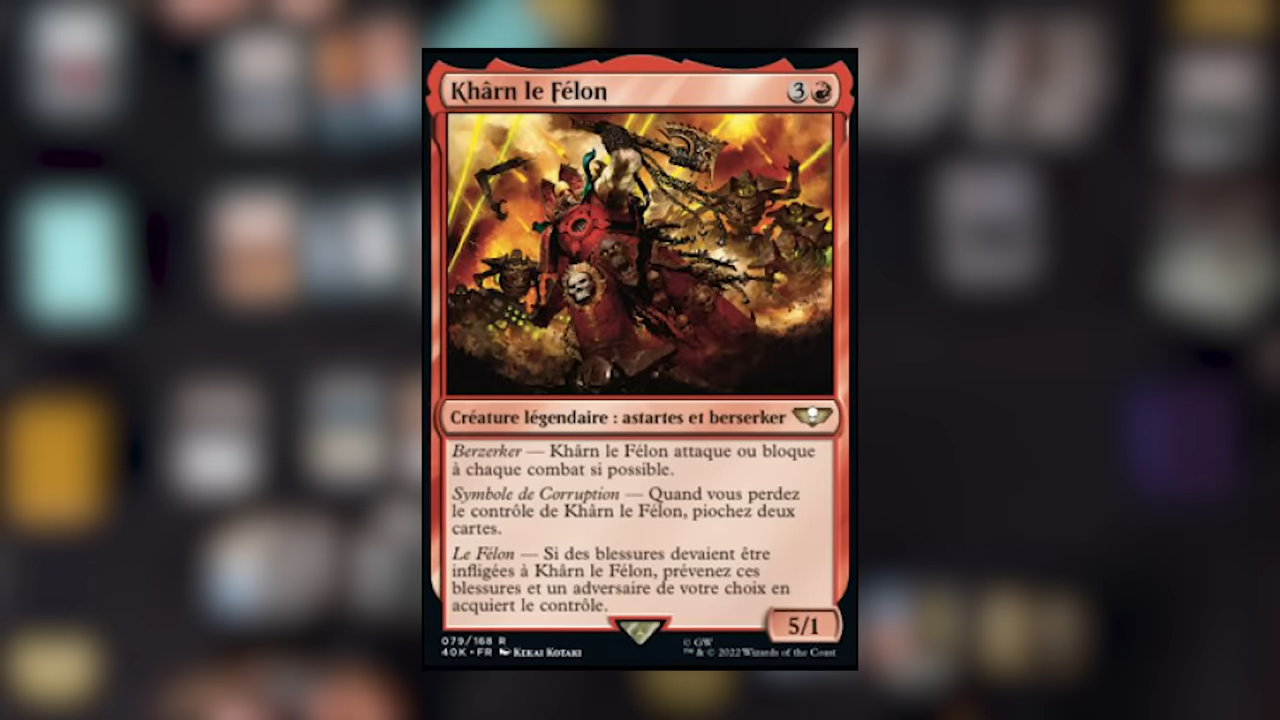 Khârn le Félon 3
Créature légendaire : astartes et berserker
Berzerker — Khârn le Félon attaque ou bloque
à chaque combat si possible.
Symbole de Corruption — Quand vous perdez
le contrôle de Khârn le Félon, piochez deux
cartes.
Le Félon — Si des blessures devaient être
infligées à Khârn le Félon, prévenez ces
blessures et un adversaire de votre choix en
acquiert le contrôle.
5/1
079/168 R
40K • FR Kekai Kotaki
© GW
™ & © 2022 Wizards of the Coast